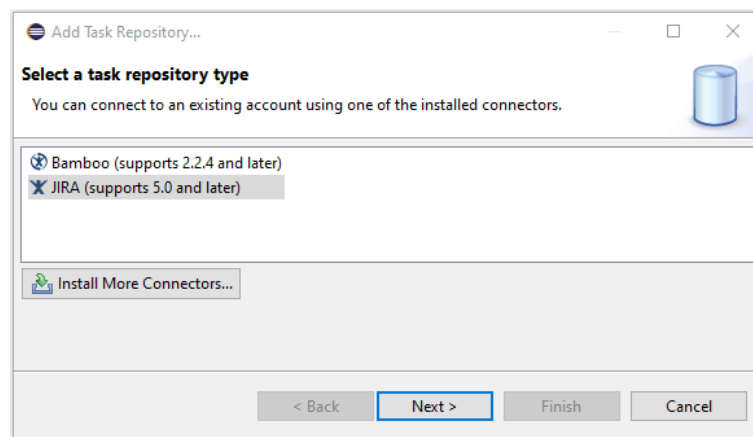 Add Task Repository...
Select a task repository type
You can connect to an existing account using one of the installed connectors.
Bamboo (supports 2.2.4 and later)
JIRA (supports 5.0 and later)
Install More Connectors...
< Back Next > Finish Cancel